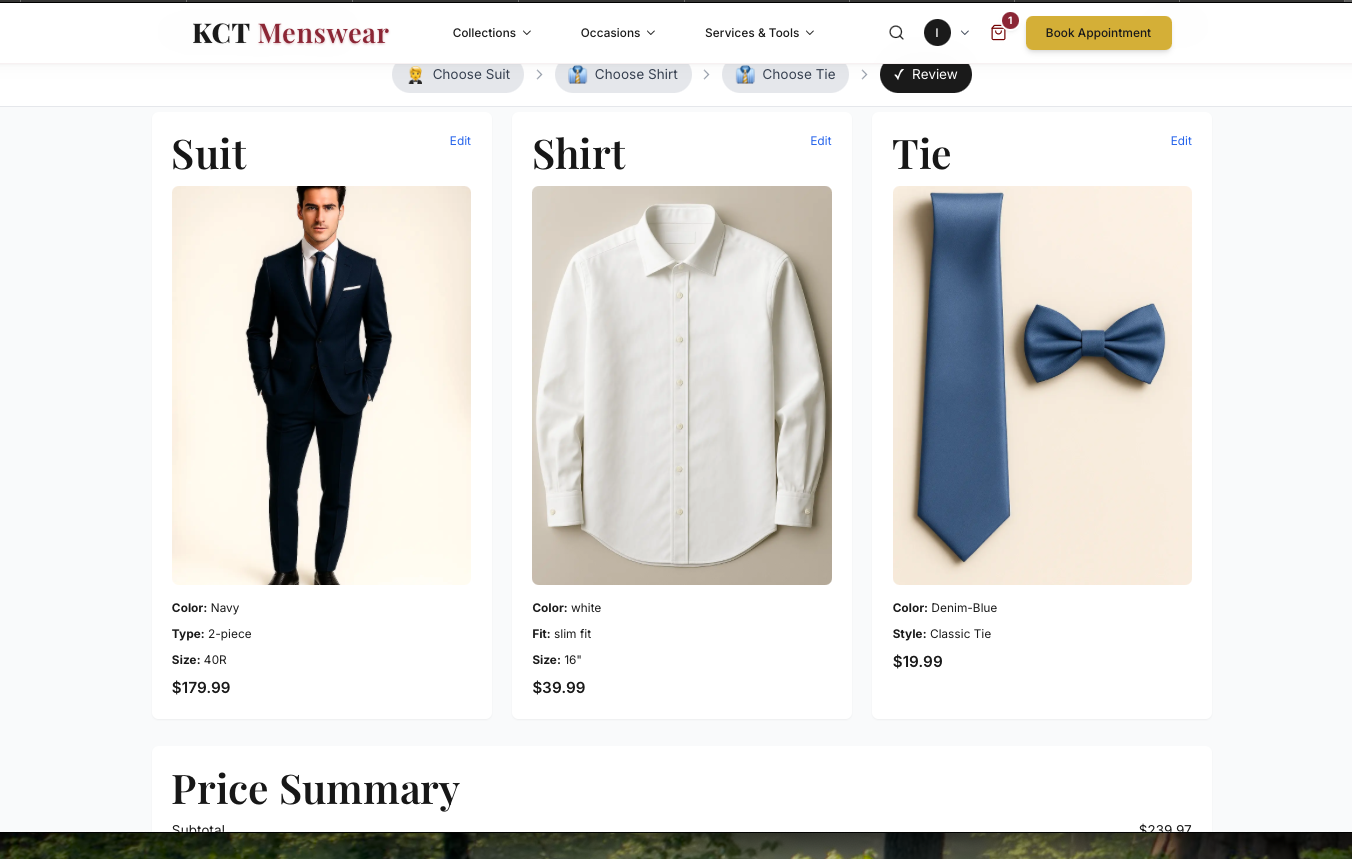 KCT Menswear
Collections
Occasions
Services & Tools
I
1
Book Appointment
Choose Suit
Choose Shirt
Choose Tie
✓ Review
Suit
Edit
Color: Navy
Type: 2-piece
Size: 40R
$179.99
Shirt
Edit
Color: white
Fit: slim fit
Size: 16"
$39.99
Tie
Edit
Color: Denim-Blue
Style: Classic Tie
$19.99
Price Summary
Subtotal $239.97